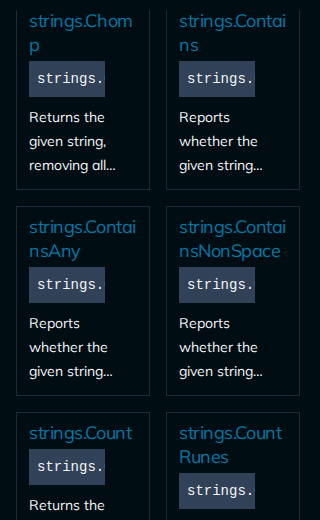 strings.Chom
p
strings.
Returns the
given string,
removing all...
strings.Contai
ns
strings.
Reports
whether the
given string...
strings.Contai
nsAny
strings.
Reports
whether the
given string...
strings.Contai
nsNonSpace
strings.
Reports
whether the
given string...
strings.Count
strings.
Returns the
strings.Count
Runes
strings.